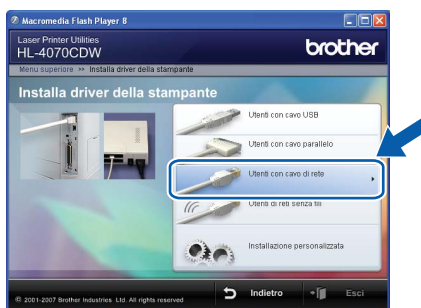 Macromedia Flash Player 8
Laser Printer Utilities
HL-4070CDW
brother
Menu superiore >> Installa driver della stampante
Installa driver della stampante
Utenti con cavo USB
Utenti con cavo parallelo
Utenti con cavo di rete
Utenti di reti senza fili
Installazione personalizzata
© 2001-2007 Brother Industries Ltd. All rights reserved
Indietro
Esci